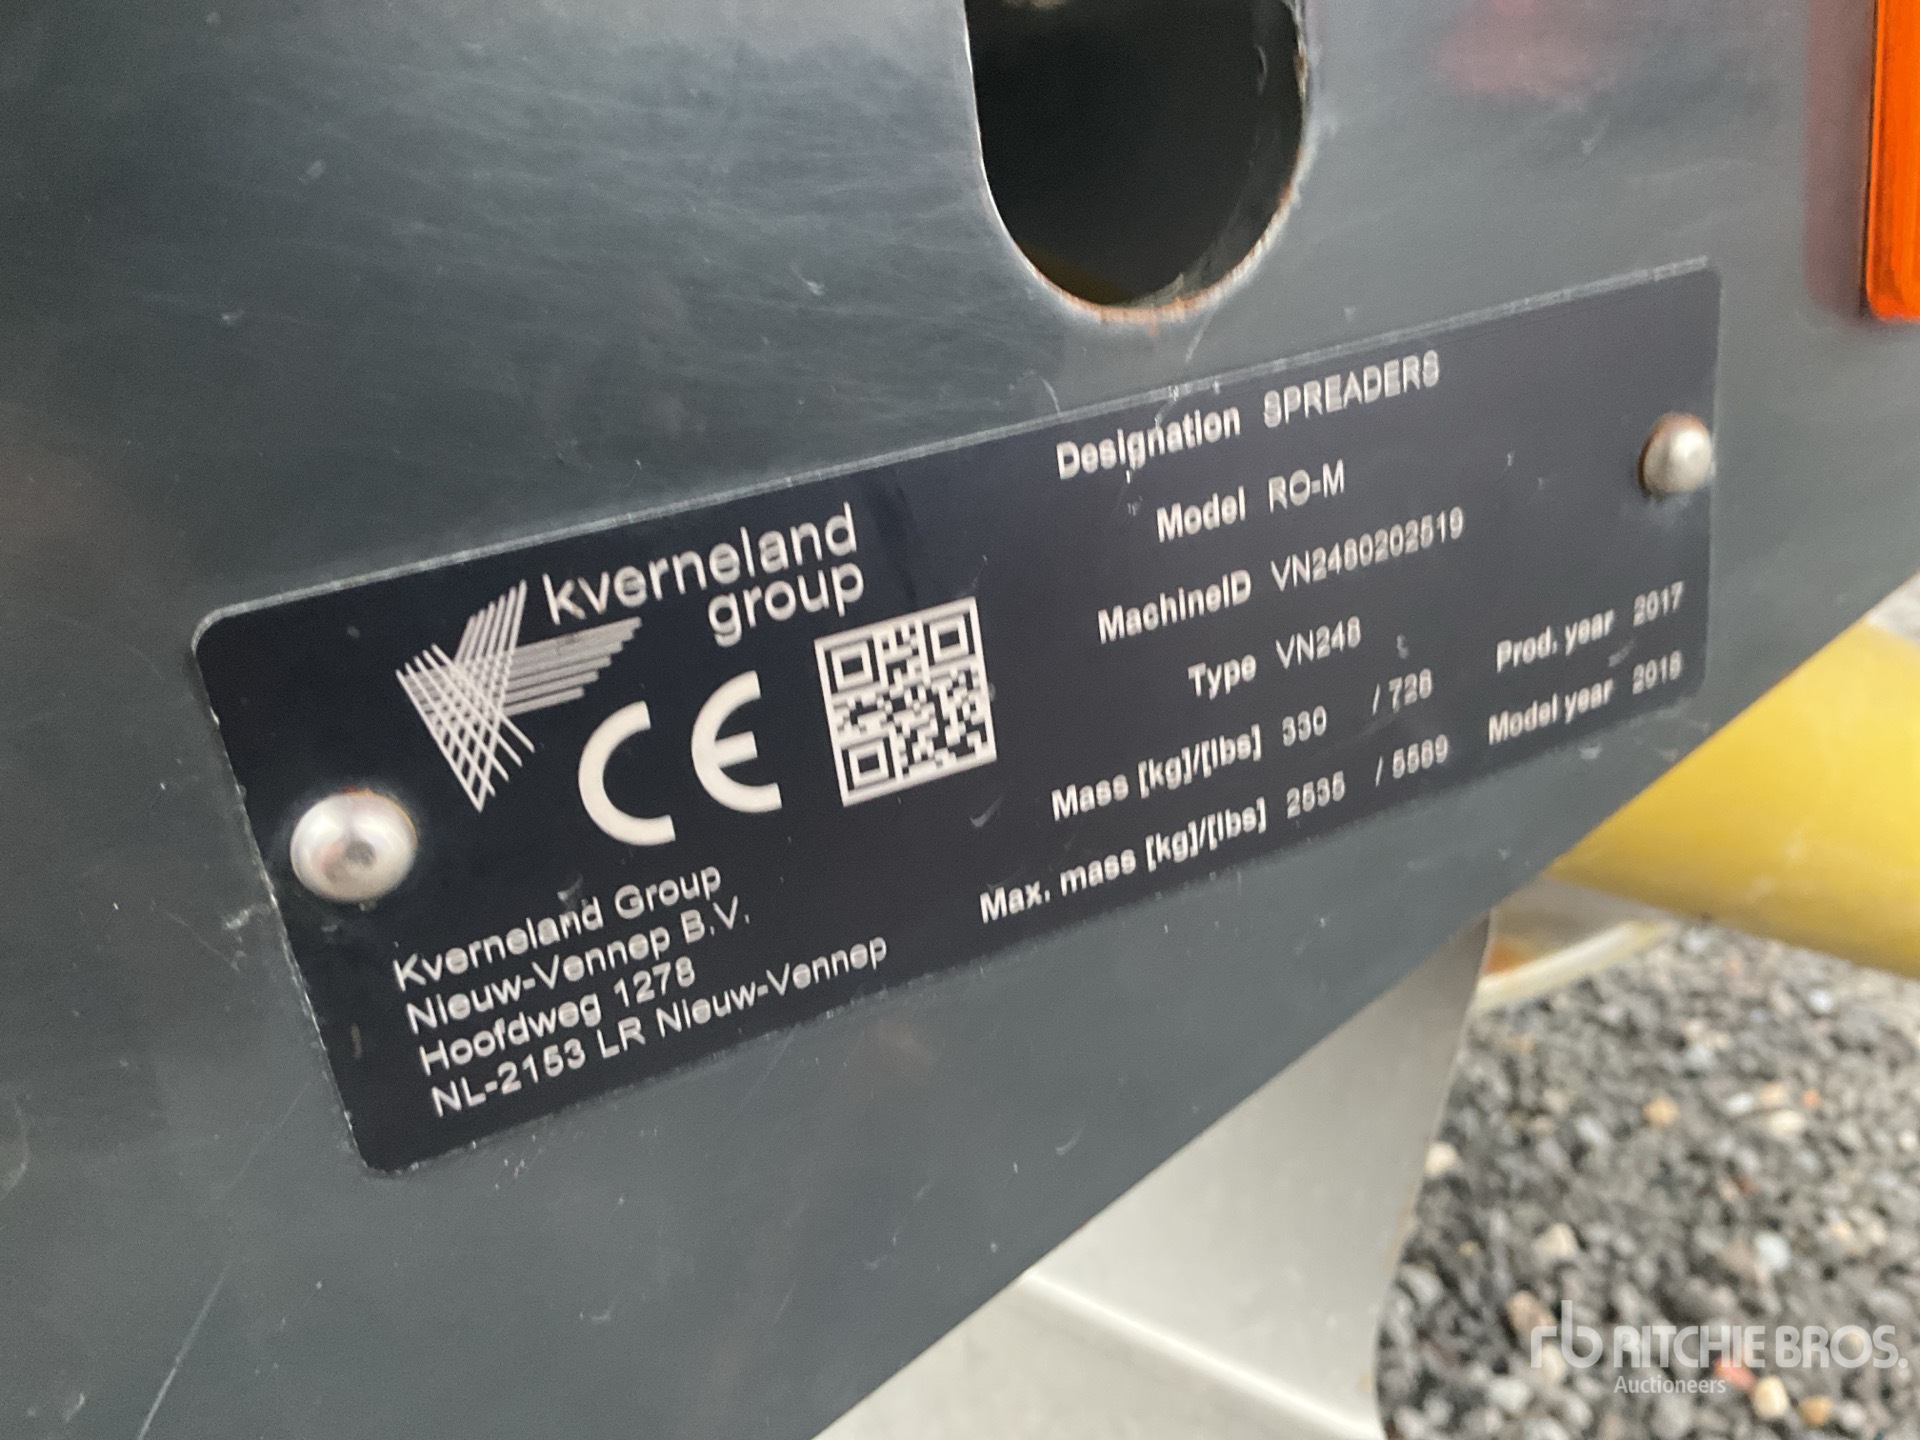 kverneland
group
CE
Kverneland Group
Nieuw-Vennep B.V.
Hoofdweg 1278
NL-2153 LR Nieuw-Vennep
Designation SPREADERS
Model RO-M
MachineID VN2480202519
Type VN248
Mass [kg]/[lbs] 330 / 728 Prod. year 2017
Max. mass [kg]/[lbs] 2535 / 5589 Model year 2018
rb RITCHIE BROS.
Auctioneers